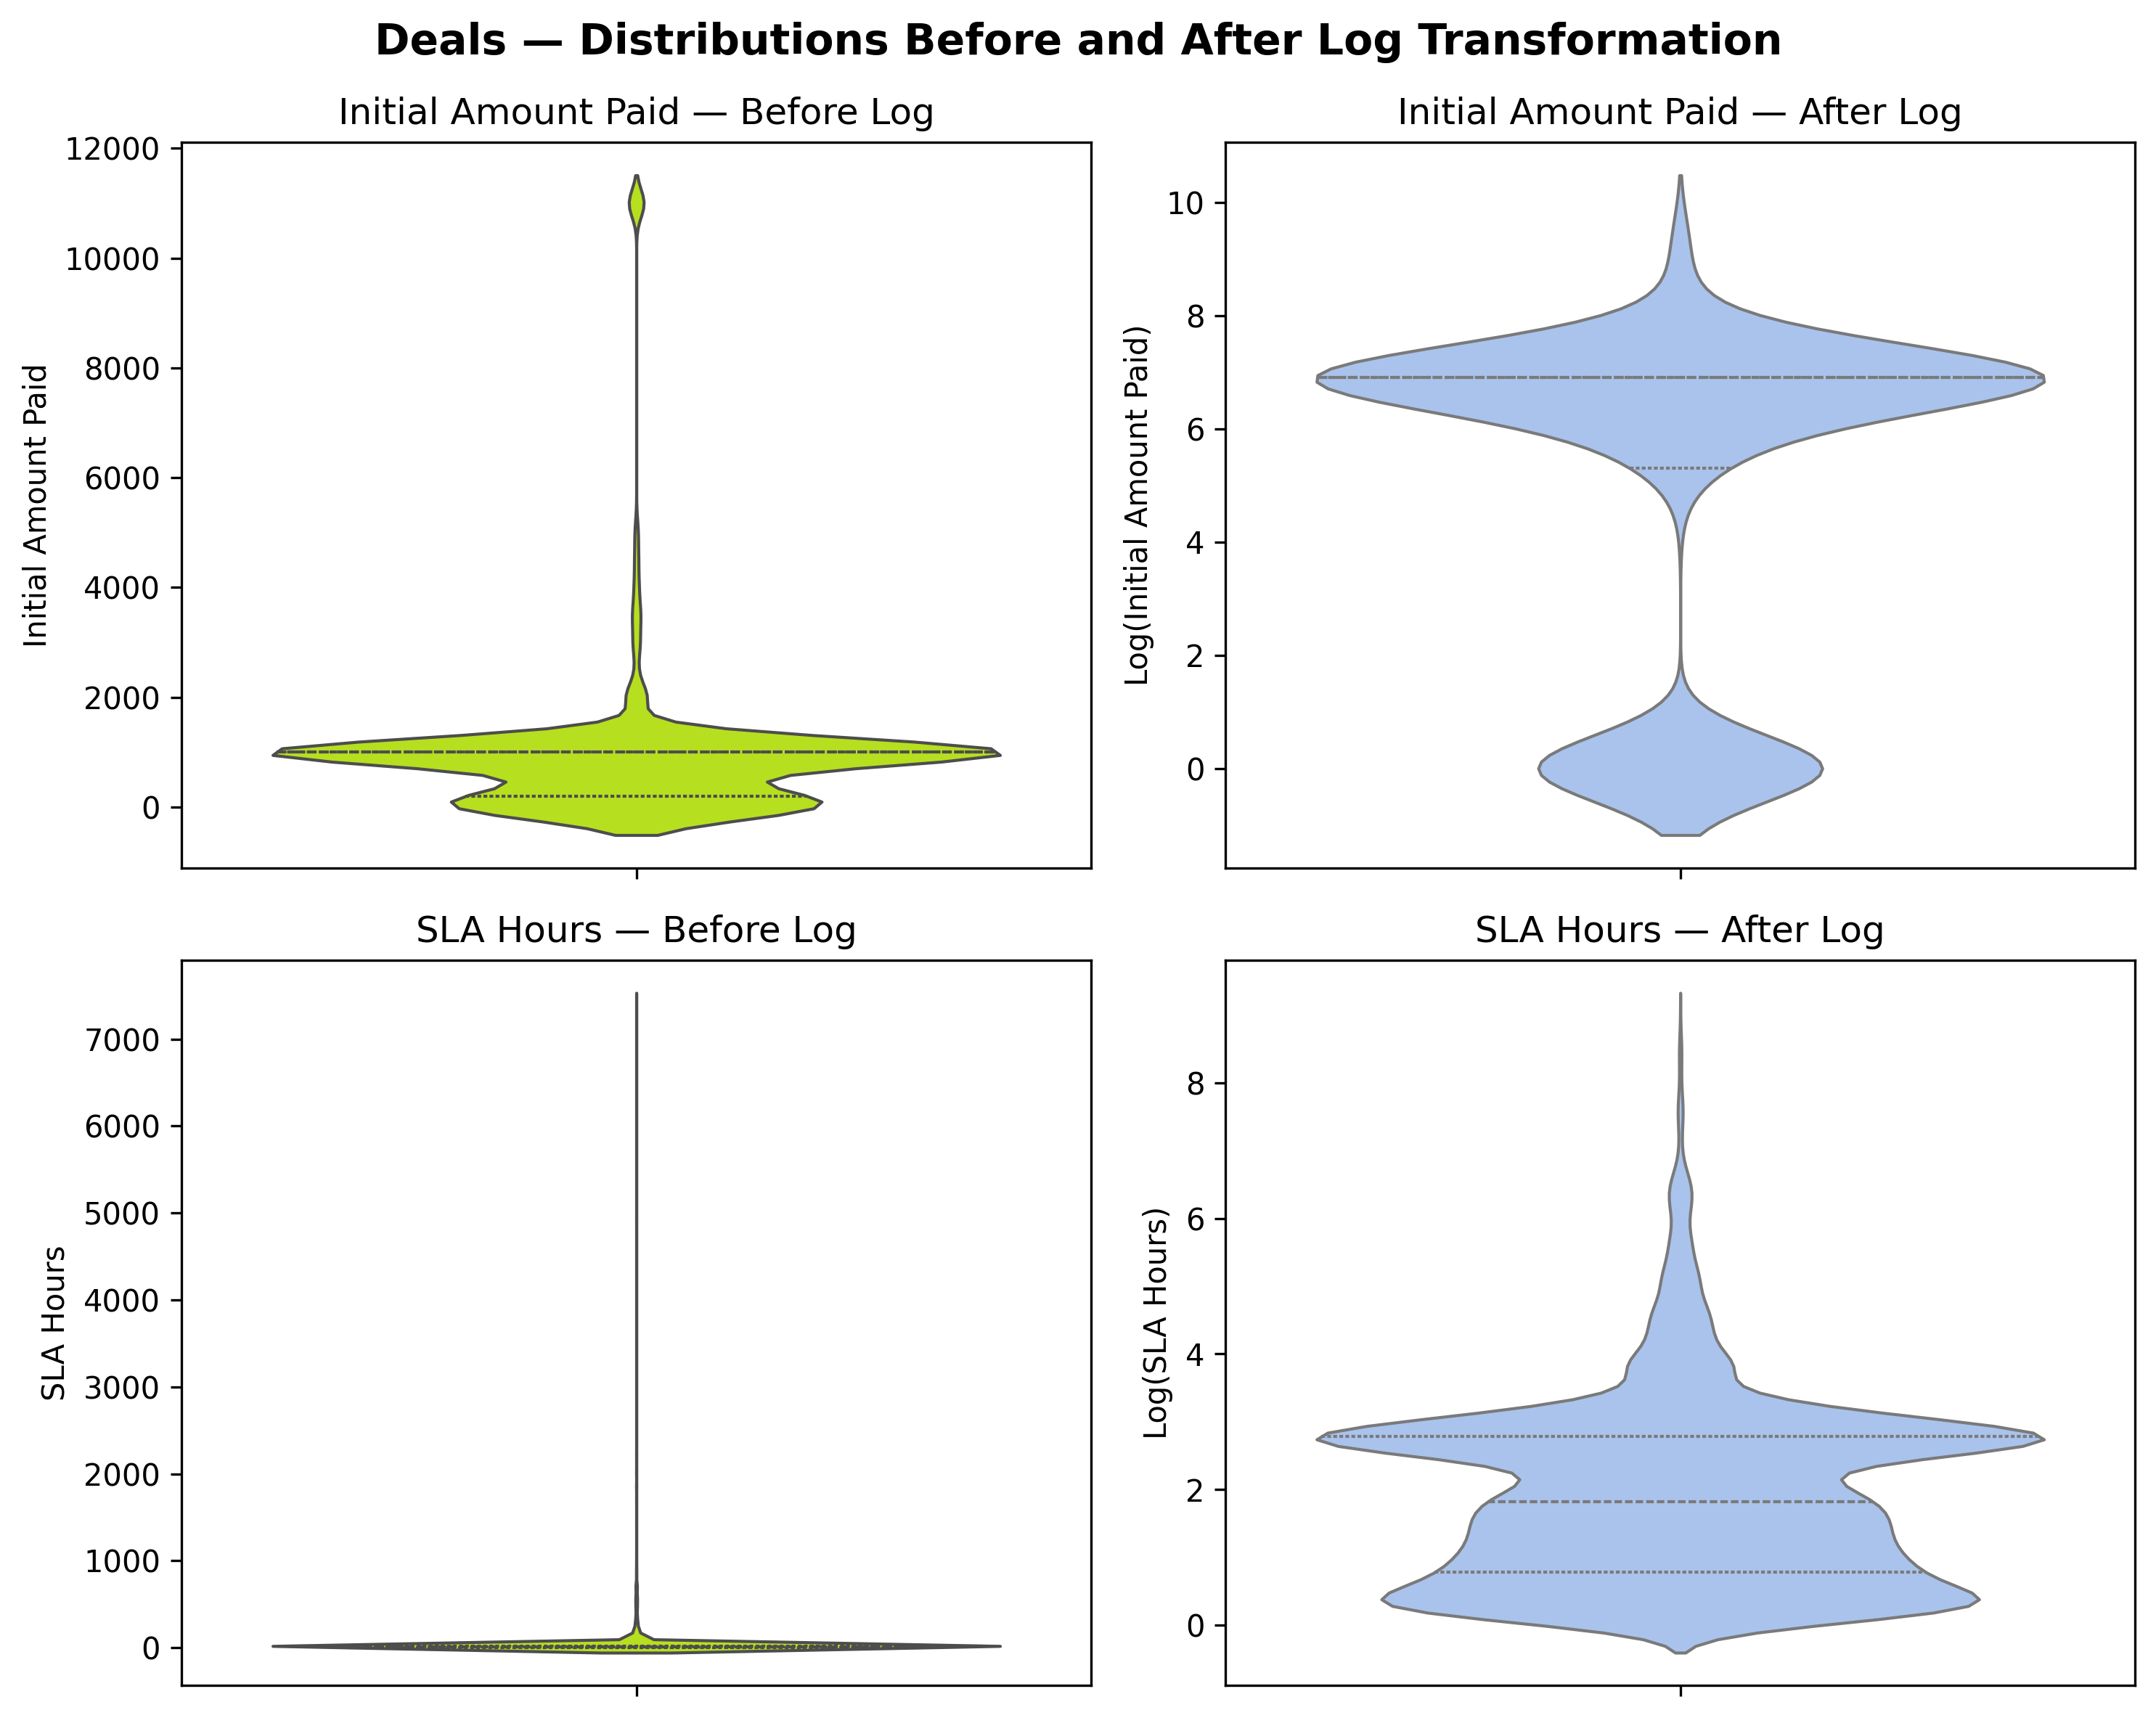 Deals — Distributions Before and After Log Transformation
Initial Amount Paid — Before Log
Initial Amount Paid
12000
10000
8000
6000
4000
2000
0
Initial Amount Paid — After Log
Log(Initial Amount Paid)
10
8
6
4
2
0
SLA Hours — Before Log
SLA Hours
7000
6000
5000
4000
3000
2000
1000
0
SLA Hours — After Log
Log(SLA Hours)
8
6
4
2
0